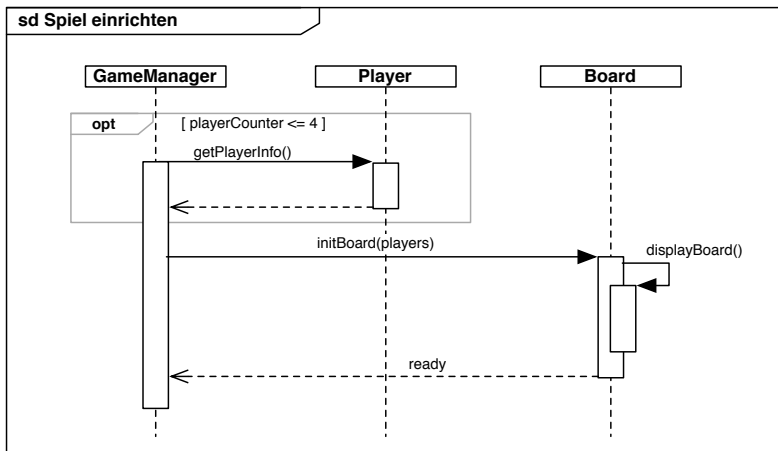 sd Spiel einrichten
GameManager
Player
Board
opt
[ playerCounter <= 4 ]
getPlayerInfo()
initBoard(players)
displayBoard()
ready